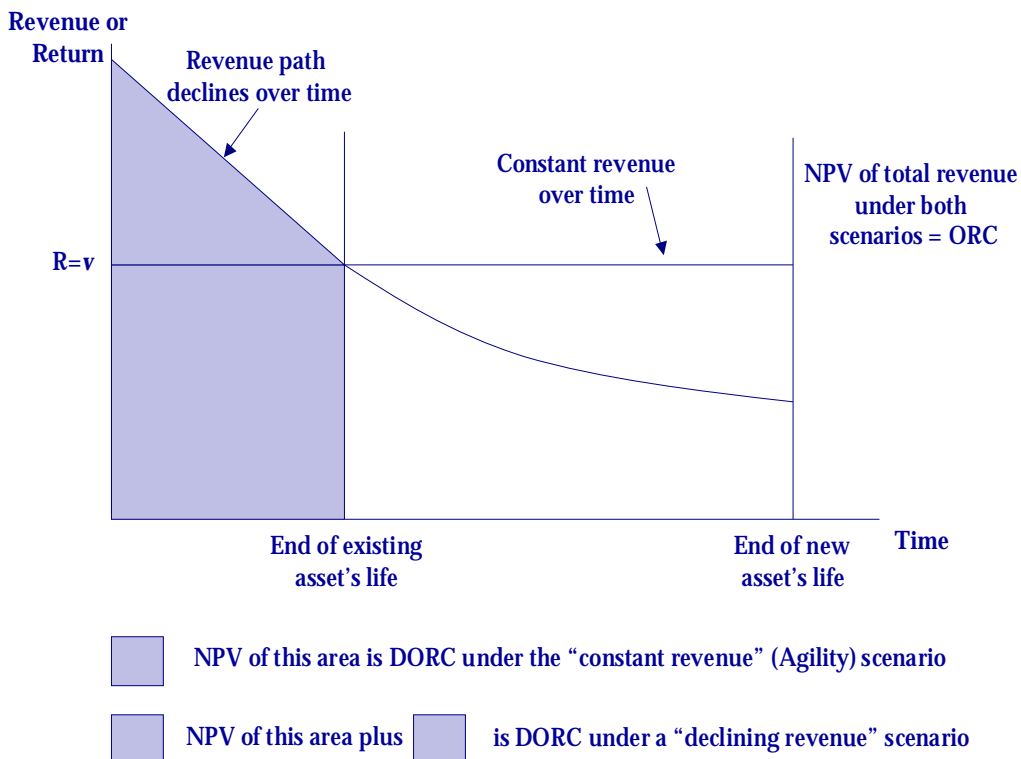 Revenue or
Return
Revenue path
declines over time
Constant revenue
over time
NPV of total revenue
under both
scenarios = ORC
R=v
End of existing
asset's life
End of new
asset's life
Time
NPV of this area is DORC under the “constant revenue” (Agility) scenario
NPV of this area plus is DORC under a “declining revenue” scenario